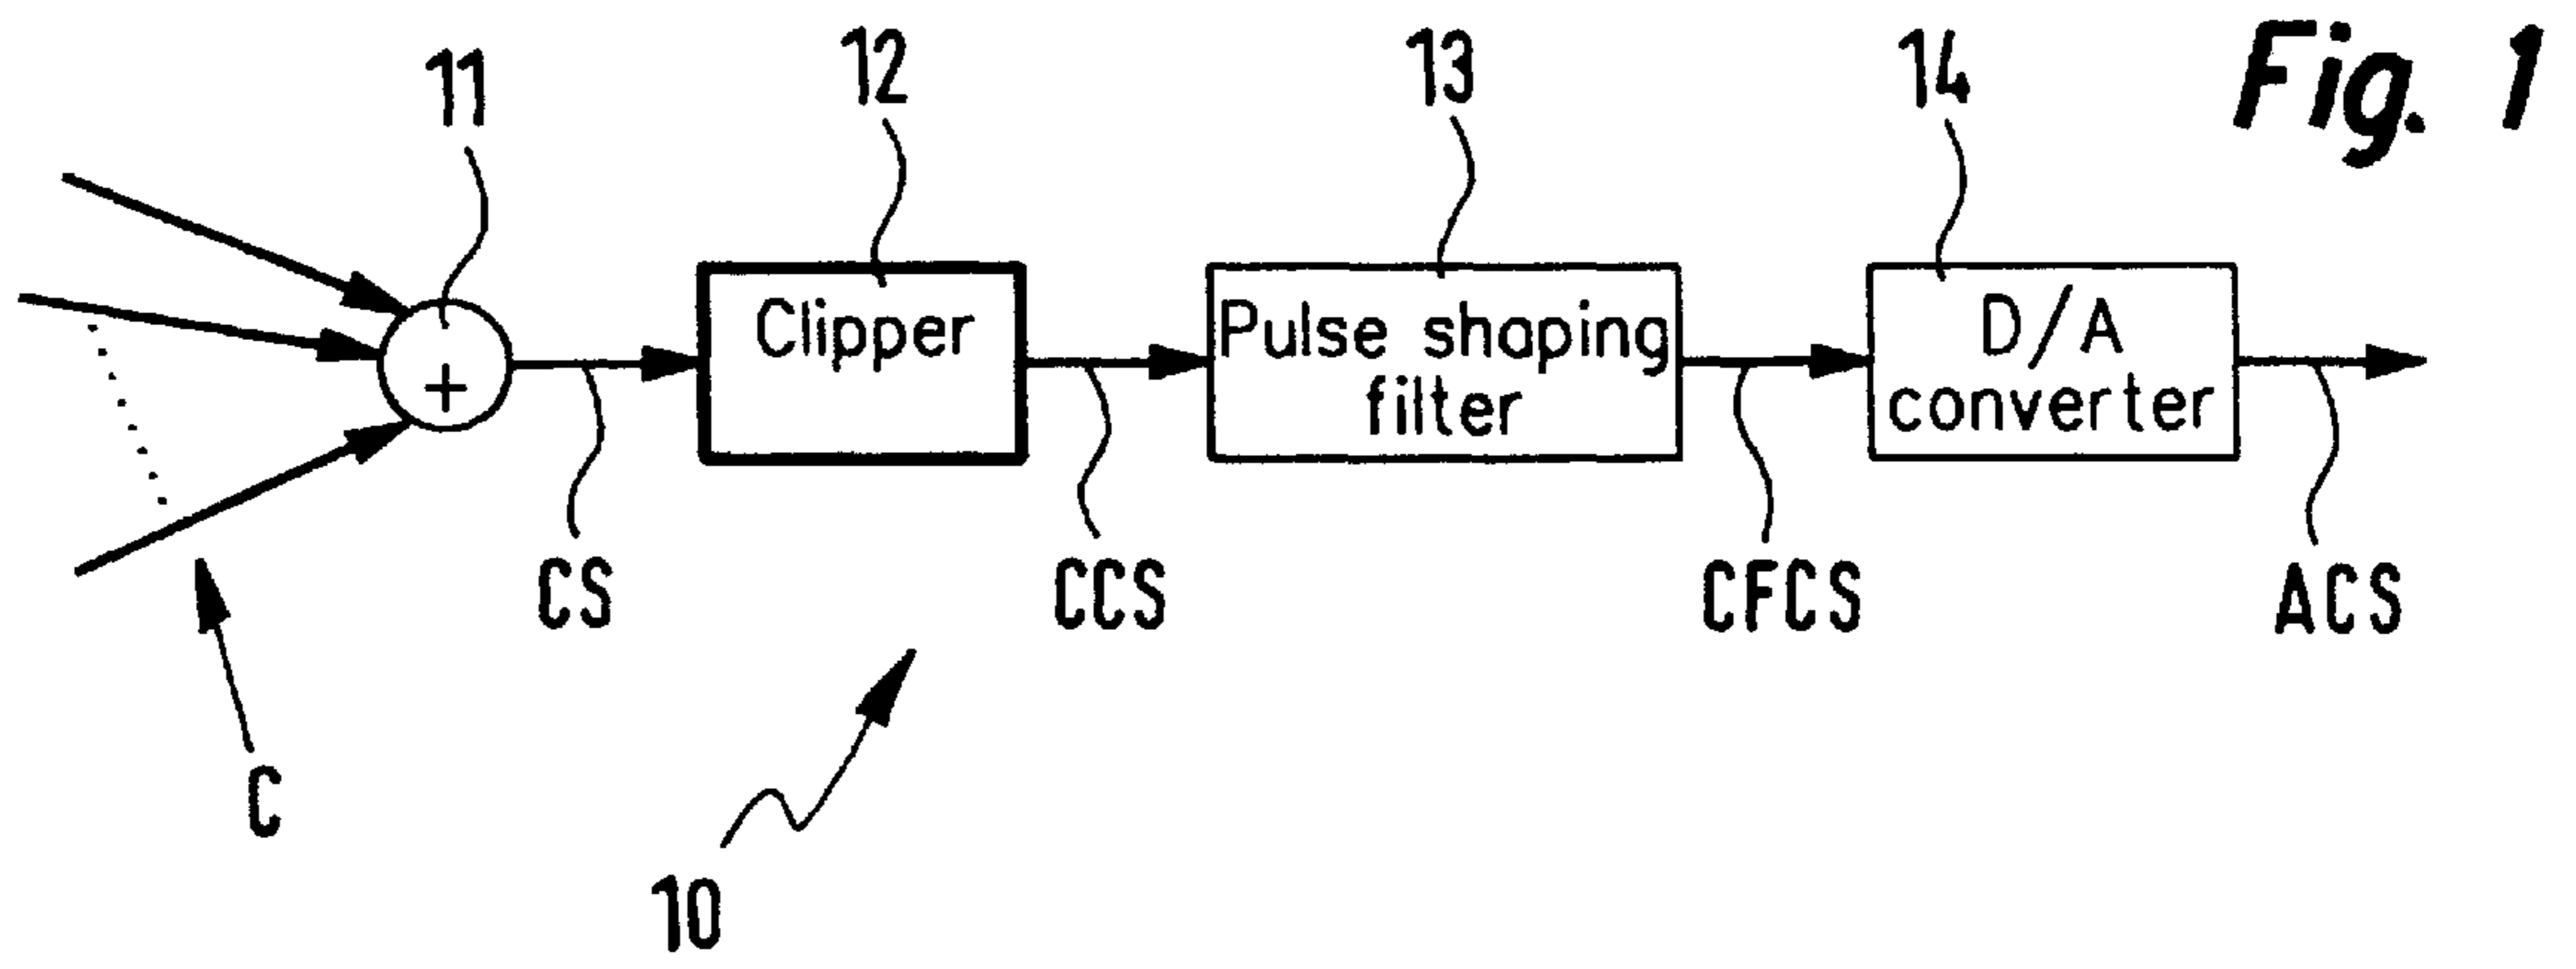 Fig. 1
11
12
13
14
+
Clipper
Pulse shaping
filter
D/A
converter
CS
CCS
CFCS
ACS
C
10